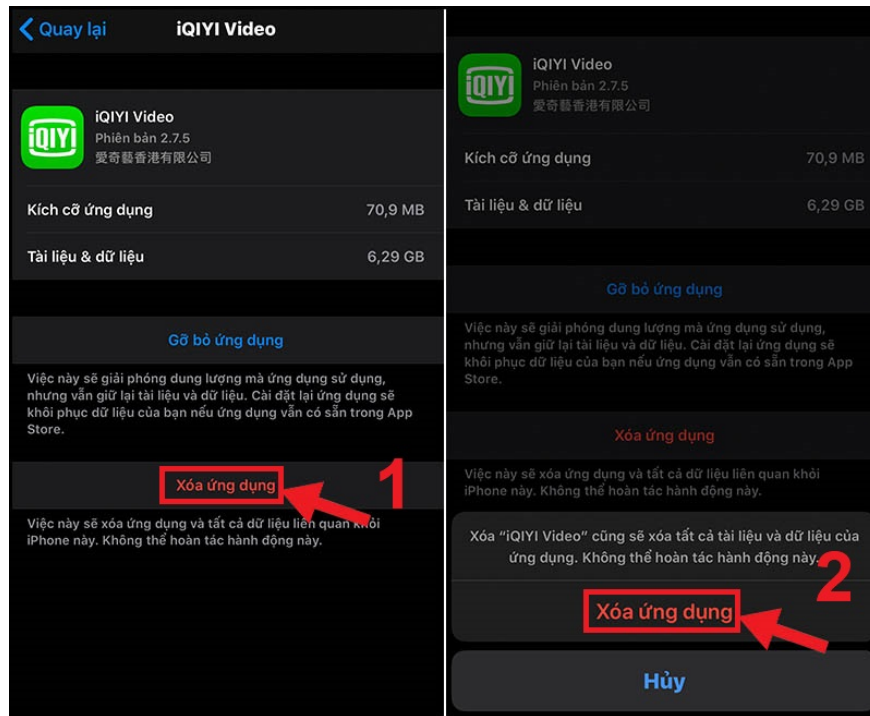 Quay lại
iQIYI Video
iQIYI
iQIYI Video
Phiên bản 2.7.5
愛奇藝香港有限公司
Kích cỡ ứng dụng
70,9 MB
Tài liệu & dữ liệu
6,29 GB
Gỡ bỏ ứng dụng
Việc này sẽ giải phóng dung lượng mà ứng dụng sử dụng,
nhưng vẫn giữ lại tài liệu và dữ liệu. Cài đặt lại ứng dụng sẽ
khôi phục dữ liệu của bạn nếu ứng dụng vẫn có sẵn trong App
Store.
Xóa ứng dụng
1
Việc này sẽ xóa ứng dụng và tất cả dữ liệu liên quan khỏi
iPhone này. Không thể hoàn tác hành động này.
iQIYI
iQIYI Video
Phiên bản 2.7.5
愛奇藝香港有限公司
Kích cỡ ứng dụng
70,9 MB
Tài liệu & dữ liệu
6,29 GB
Gỡ bỏ ứng dụng
Việc này sẽ giải phóng dung lượng mà ứng dụng sử dụng,
nhưng vẫn giữ lại tài liệu và dữ liệu. Cài đặt lại ứng dụng sẽ
khôi phục dữ liệu của bạn nếu ứng dụng vẫn có sẵn trong App
Store.
Xóa ứng dụng
Việc này sẽ xóa ứng dụng và tất cả dữ liệu liên quan khỏi
iPhone này. Không thể hoàn tác hành động này.
Xóa “iQIYI Video” cũng sẽ xóa tất cả tài liệu và dữ liệu của
ứng dụng. Không thể hoàn tác hành động này.
2
Xóa ứng dụng
Hủy